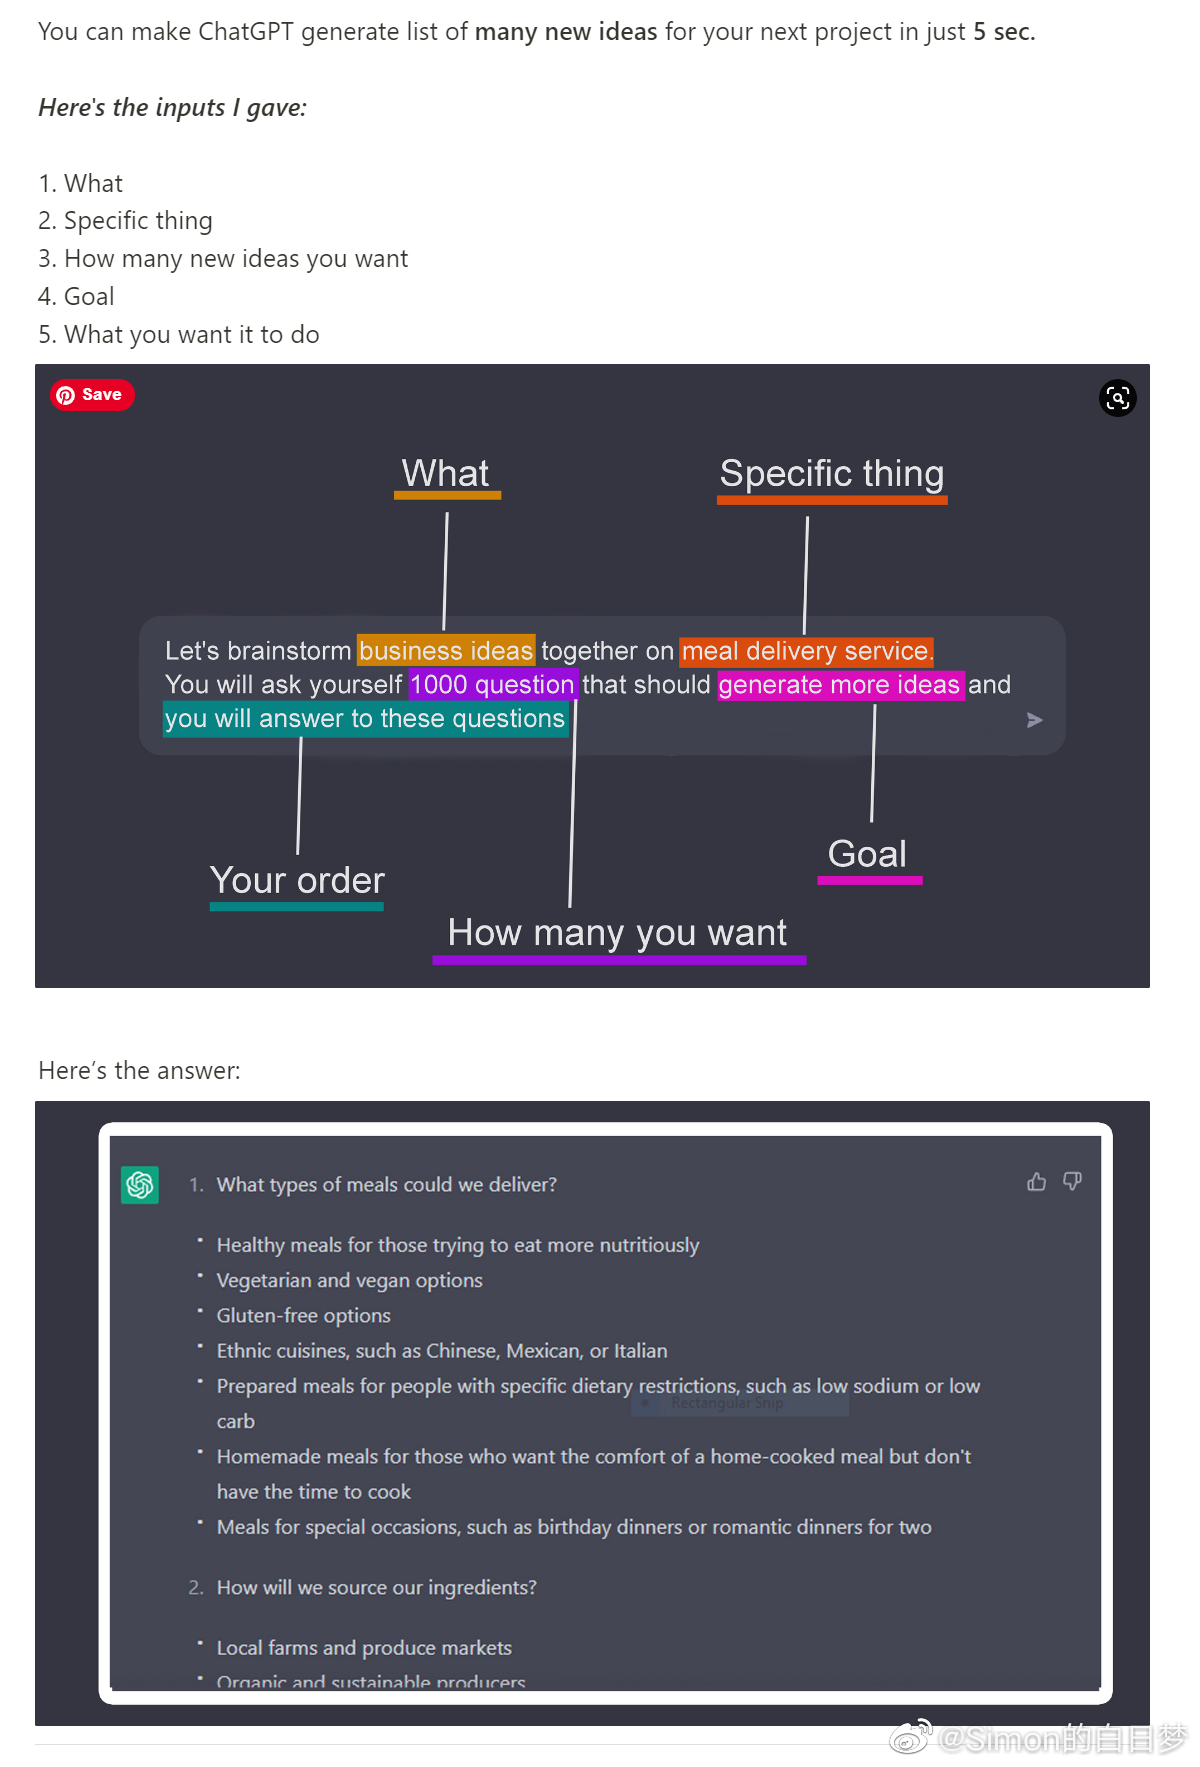 You can make ChatGPT generate list of many new ideas for your next project in just 5 sec.
Here's the inputs I gave:
1. What
2. Specific thing
3. How many new ideas you want
4. Goal
5. What you want it to do
Save
What
Specific thing
Let's brainstorm business ideas together on meal delivery service.
You will ask yourself 1000 question that should generate more ideas and
you will answer to these questions
Goal
Your order
How many you want
Here’s the answer:
1. What types of meals could we deliver?
Healthy meals for those trying to eat more nutritiously
Vegetarian and vegan options
Gluten-free options
Ethnic cuisines, such as Chinese, Mexican, or Italian
Prepared meals for people with specific dietary restrictions, such as low sodium or low
Rectangular Snip
carb
Homemade meals for those who want the comfort of a home-cooked meal but don't
have the time to cook
Meals for special occasions, such as birthday dinners or romantic dinners for two
2. How will we source our ingredients?
Local farms and produce markets
Organic and sustainable producers
@Simon的白日梦